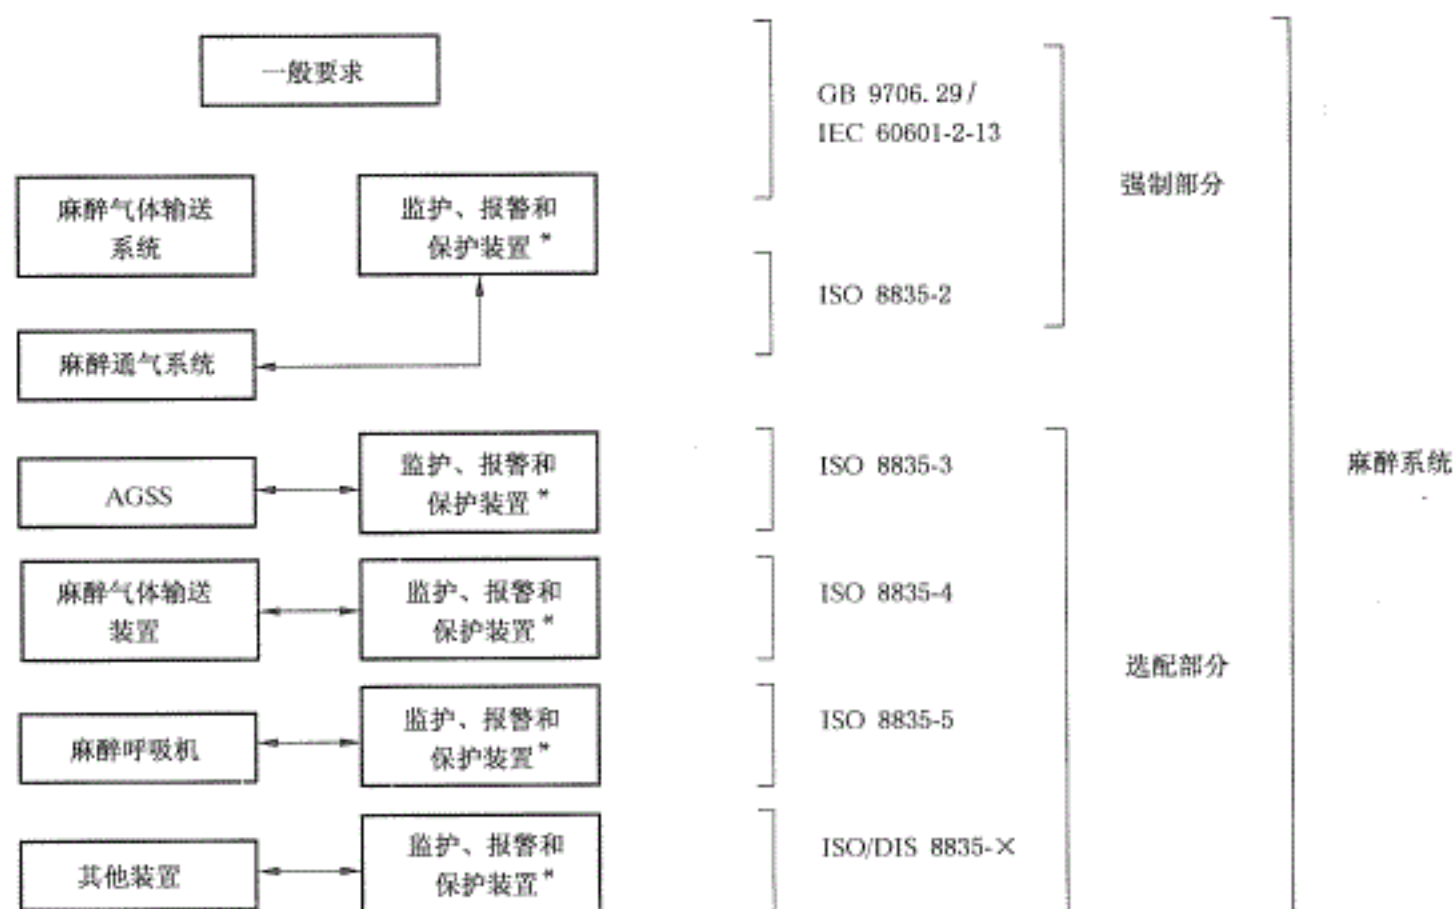 一般要求
GB 9706.29/
IEC 60601-2-13
强制部分
麻醉气体输送
系统
监护、报警和
保护装置*
ISO 8835-2
麻醉通气系统
AGSS
监护、报警和
保护装置*
ISO 8835-3
麻醉系统
麻醉气体输送
装置
监护、报警和
保护装置*
ISO 8835-4
选配部分
麻醉呼吸机
监护、报警和
保护装置*
ISO 8835-5
其他装置
监护、报警和
保护装置*
ISO/DIS 8835-×